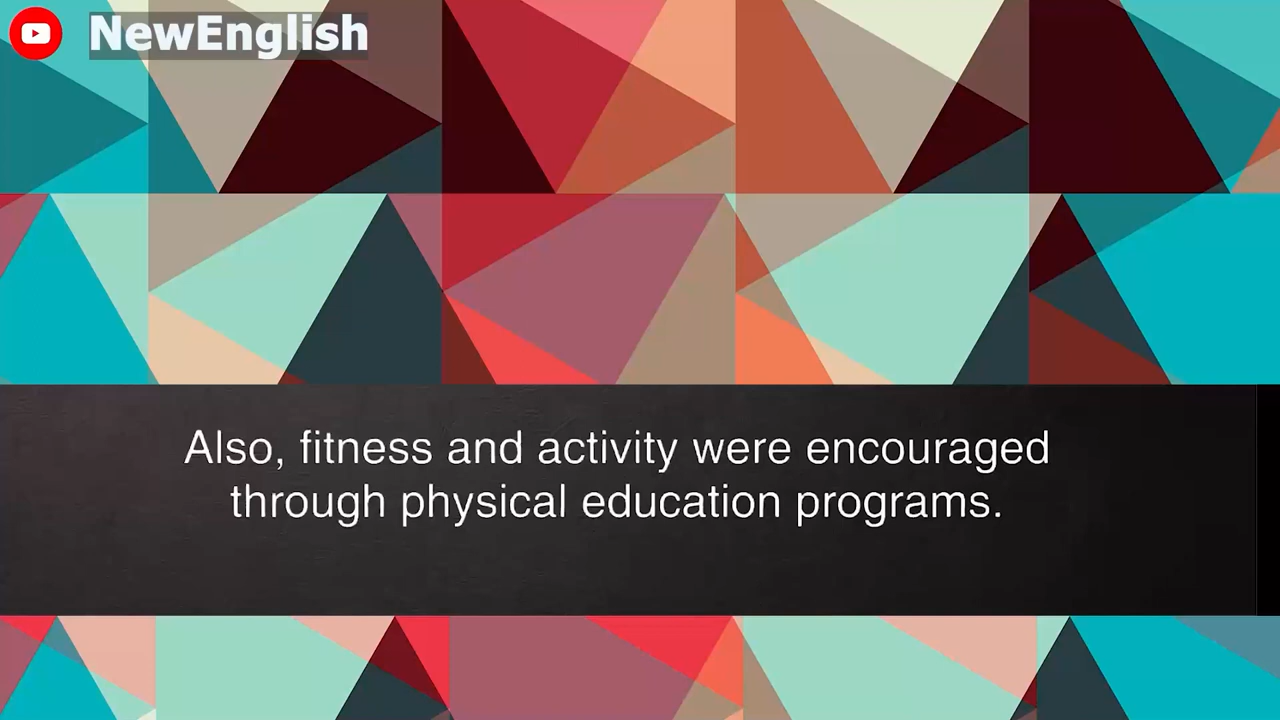 NewEnglish
Also, fitness and activity were encouraged
through physical education programs.